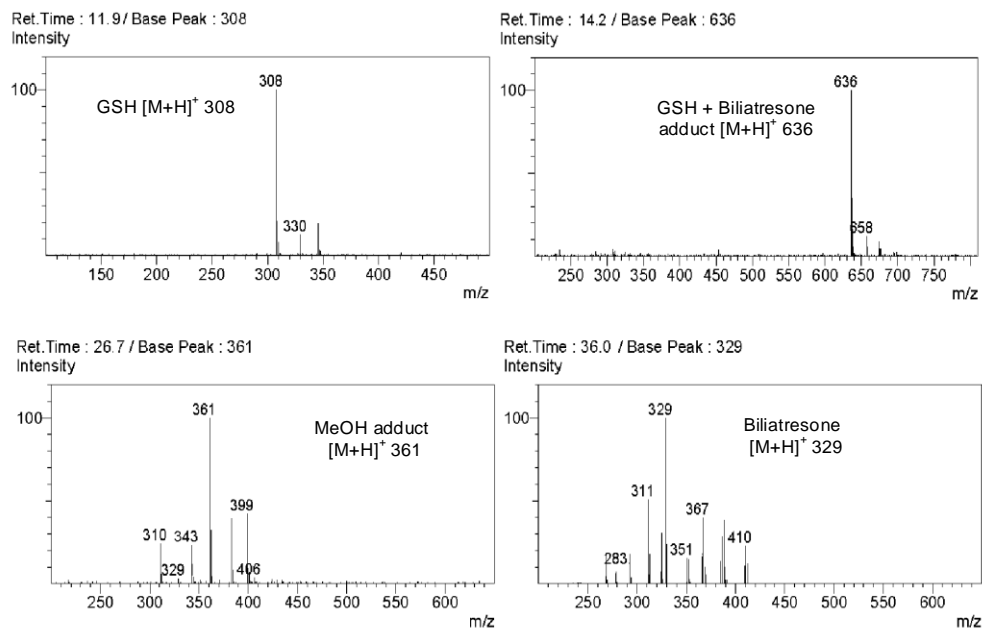 Ret.Time : 11.9 / Base Peak : 308
Intensity
100
308
GSH [M+H]+ 308
330
150 200 250 300 350 400 450
m/z
Ret.Time : 14.2 / Base Peak : 636
Intensity
100
636
GSH + Biliatresone
adduct [M+H]+ 636
658
250 300 350 400 450 500 550 600 650 700 750
m/z
Ret.Time : 26.7 / Base Peak : 361
Intensity
100
361
MeOH adduct
[M+H]+ 361
399
310 343
329
406
250 300 350 400 450 500 550 600
m/z
Ret.Time : 36.0 / Base Peak : 329
Intensity
100
329
Biliatresone
[M+H]+ 329
311
367
410
283
351
250 300 350 400 450 500 550 600
m/z